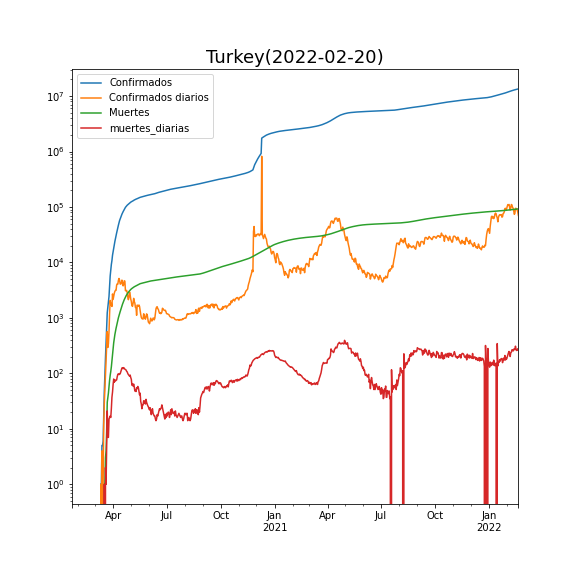 Turkey(2022-02-20)
Confirmados
Confirmados diarios
Muertes
muertes_diarias
10^7
10^6
10^5
10^4
10^3
10^2
10^1
10^0
Apr Jul Oct Jan Apr Jul Oct Jan
2021 2022